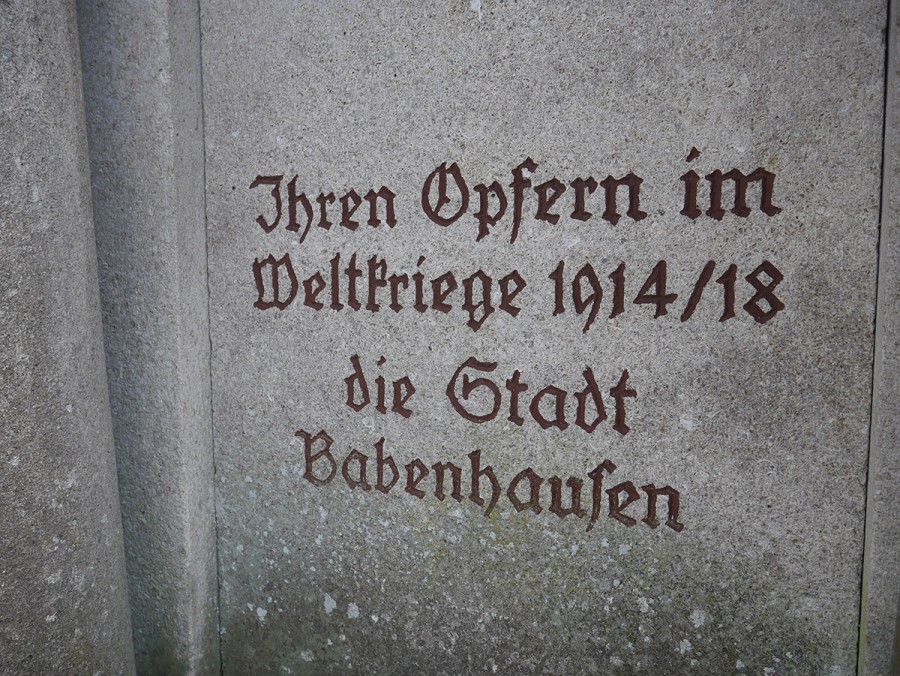 Ihren Opfern im
Weltkriege 1914/18
die Stadt
Babenhausen